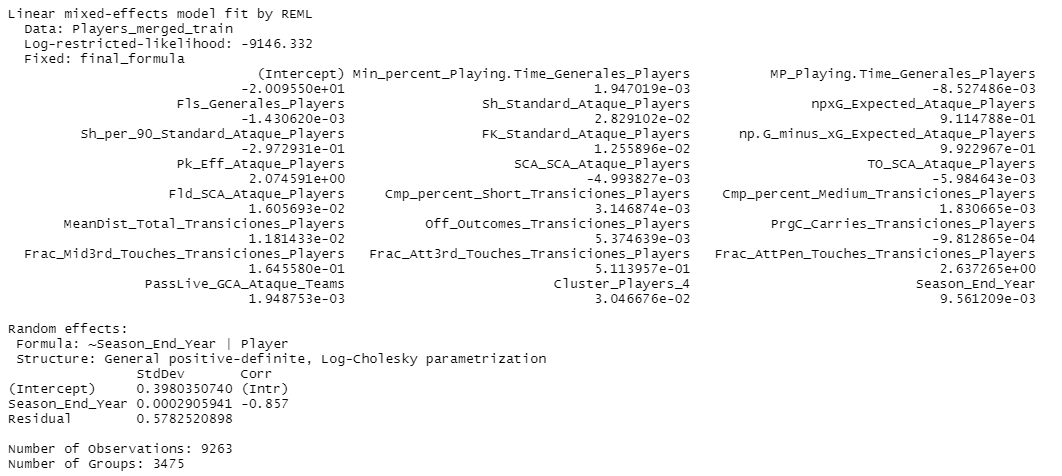 Linear mixed-effects model fit by REML
Data: Players_merged_train
Log-restricted-likelihood: -9146.332
Fixed: final_formula
(Intercept) Min_percent_Playing.Time_Generales_Players MP_Playing.Time_Generales_Players
-2.009550e+01 1.947019e-03 -8.527486e-03
Fls_Generales_Players Sh_Standard_Ataque_Players npxG_Expected_Ataque_Players
-1.430620e-03 2.829102e-02 9.114788e-01
Sh_per_90_Standard_Ataque_Players FK_Standard_Ataque_Players np.G_minus_xG_Expected_Ataque_Players
-2.972931e-01 1.255896e-02 9.922967e-01
Pk_Eff_Ataque_Players SCA_SCA_Ataque_Players TO_SCA_Ataque_Players
2.074591e+00 -4.993827e-03 -5.984643e-03
Fld_SCA_Ataque_Players Cmp_percent_Short_Transiciones_Players Cmp_percent_Medium_Transiciones_Players
1.605693e-02 3.146874e-03 1.830665e-03
MeanDist_Total_Transiciones_Players Off_Outcomes_Transiciones_Players PrgC_Carries_Transiciones_Players
1.181433e-02 5.374639e-03 -9.812865e-04
Frac_Mid3rd_Touches_Transiciones_Players Frac_Att3rd_Touches_Transiciones_Players Frac_AttPen_Touches_Transiciones_Players
1.645580e-01 5.113957e-01 2.637265e+00
PassLive_GCA_Ataque_Teams Cluster_Players_4 Season_End_Year
1.948753e-03 3.046676e-02 9.561209e-03
Random effects:
Formula: ~Season_End_Year | Player
Structure: General positive-definite, Log-Cholesky parametrization
StdDev Corr
(Intercept) 0.3980350740 (Intr)
Season_End_Year 0.0002905941 -0.857
Residual 0.5782520898
Number of Observations: 9263
Number of Groups: 3475